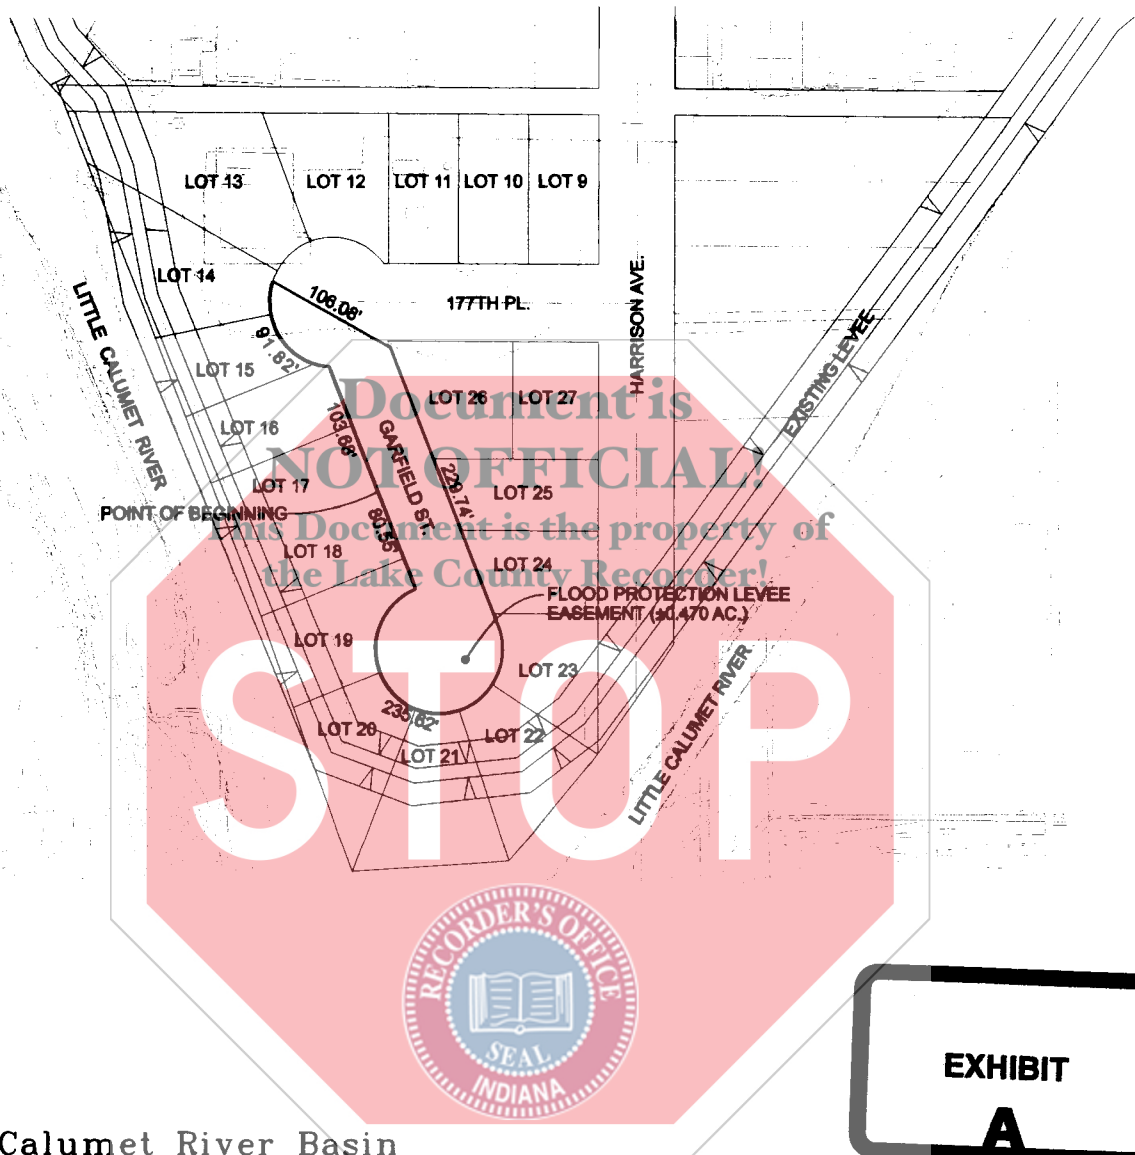 LOT 13
LOT 12
LOT 11
LOT 10
LOT 9
LOT 14
106.08'
177TH PL.
HARRISON AVE.
LITTLE CALUMET RIVER
91.82'
LOT 15
EXISTING LEVEE
Document is
LOT 26
LOT 27
LOT 16
103.68'
GARFIELD ST.
NOT OFFICIAL!
229.74'
LOT 17
LOT 25
POINT OF BEGINNING
This Document is the property of
80.55'
LOT 18
LOT 24
the Lake County Recorder!
FLOOD PROTECTION LEVEE
EASEMENT (±0.470 AC.)
LOT 19
LOT 23
STOP
LITTLE CALUMET RIVER
235.62'
LOT 20
LOT 21
LOT 22
RECORDER'S OFFICE
SEAL
INDIANA
EXHIBIT
A
Calumet River Basin